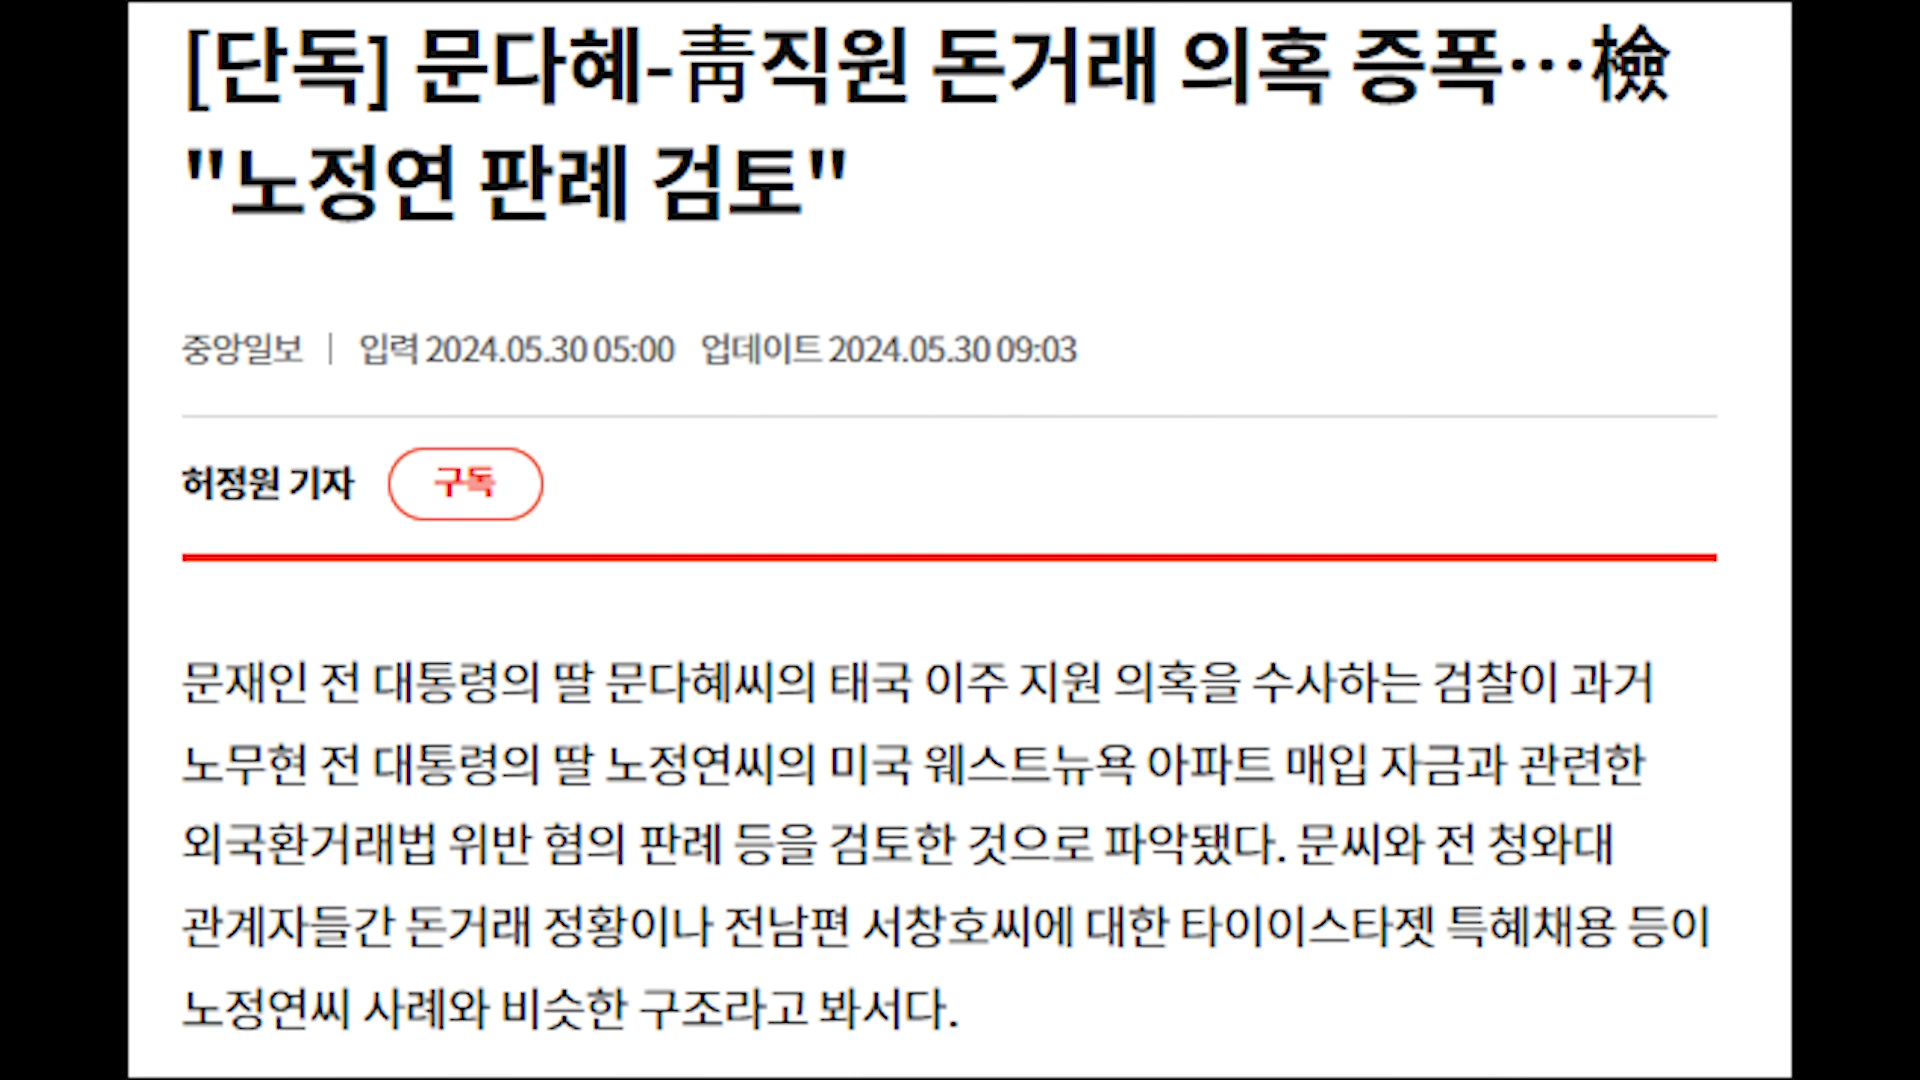 [단독] 문다혜-靑직원 돈거래 의혹 증폭…檢
"노정연 판례 검토"
중앙일보 | 입력 2024.05.30 05:00 업데이트 2024.05.30 09:03
허정원 기자 구독
문재인 전 대통령의 딸 문다혜씨의 태국 이주 지원 의혹을 수사하는 검찰이 과거
노무현 전 대통령의 딸 노정연씨의 미국 웨스트뉴욕 아파트 매입 자금과 관련한
외국환거래법 위반 혐의 판례 등을 검토한 것으로 파악됐다. 문씨와 전 청와대
관계자들간 돈거래 정황이나 전남편 서창호씨에 대한 타이이스타젯 특혜채용 등이
노정연씨 사례와 비슷한 구조라고 봐서다.